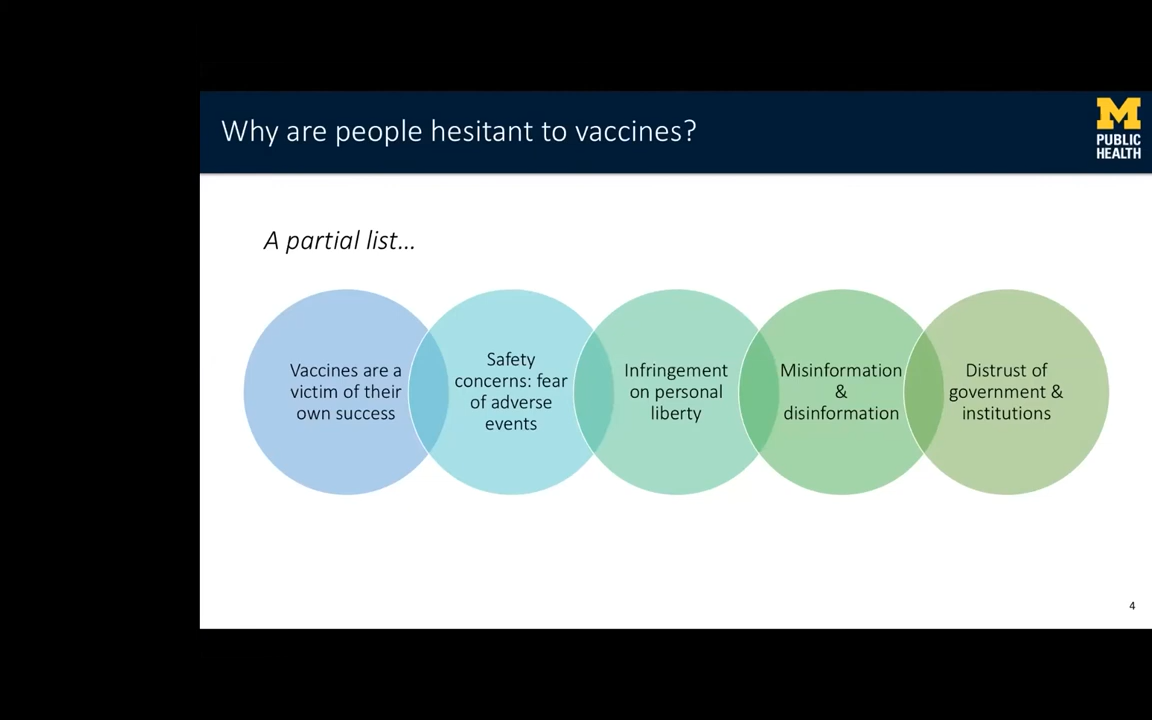 Why are people hesitant to vaccines?
M
PUBLIC
HEALTH
A partial list...
Vaccines are a
victim of their
own success
Safety
concerns: fear
of adverse
events
Infringement
on personal
liberty
Misinformation
&
disinformation
Distrust of
government &
institutions
4